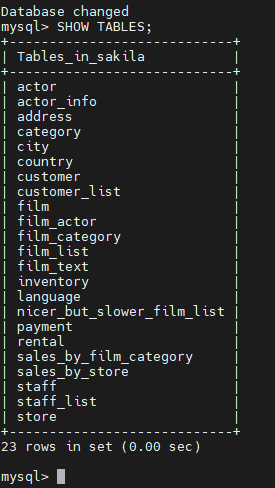 Database changed
mysql> SHOW TABLES;
+----------------------------+
| Tables_in_sakila           |
+----------------------------+
| actor                      |
| actor_info                 |
| address                    |
| category                   |
| city                       |
| country                    |
| customer                   |
| customer_list              |
| film                       |
| film_actor                 |
| film_category              |
| film_list                  |
| film_text                  |
| inventory                  |
| language                   |
| nicer_but_slower_film_list |
| payment                    |
| rental                     |
| sales_by_film_category     |
| sales_by_store             |
| staff                      |
| staff_list                 |
| store                      |
+----------------------------+
23 rows in set (0.00 sec)

mysql>